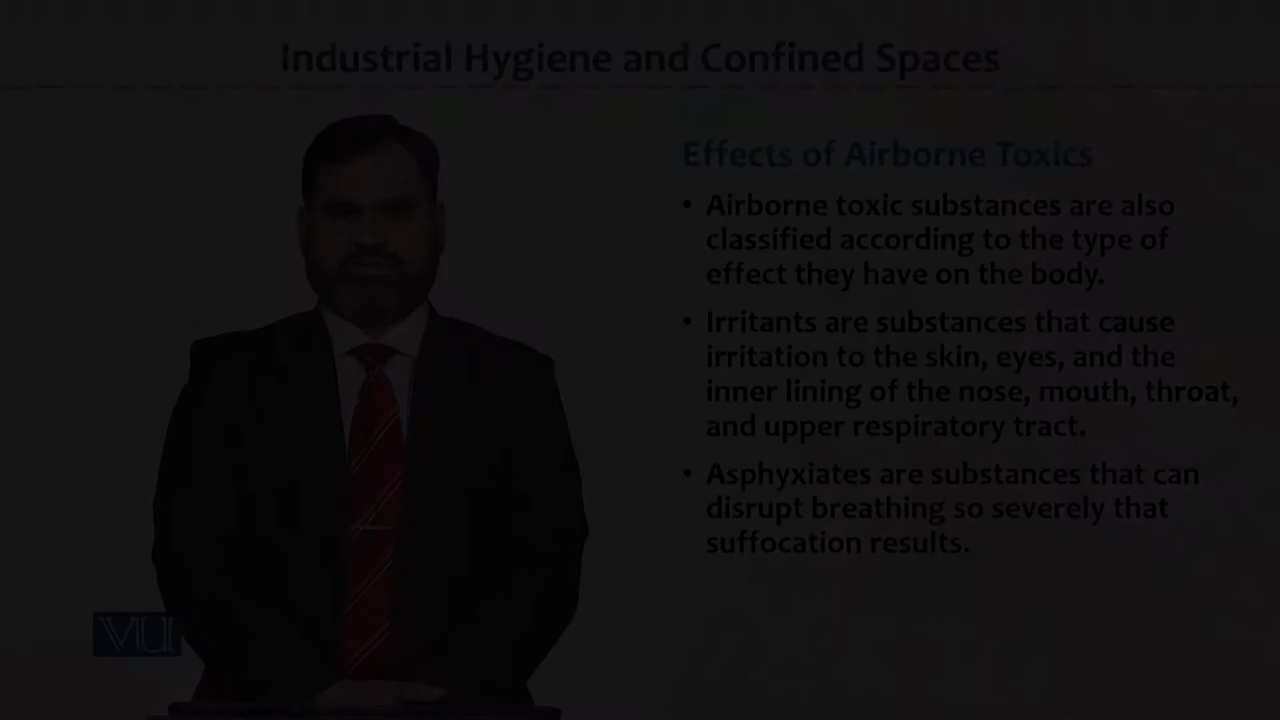 Industrial Hygiene and Confined Spaces
Effects of Airborne Toxics
• Airborne toxic substances are also
classified according to the type of
effect they have on the body.
• Irritants are substances that cause
irritation to the skin, eyes, and the
inner lining of the nose, mouth, throat,
and upper respiratory tract.
• Asphyxiates are substances that can
disrupt breathing so severely that
suffocation results.
VU